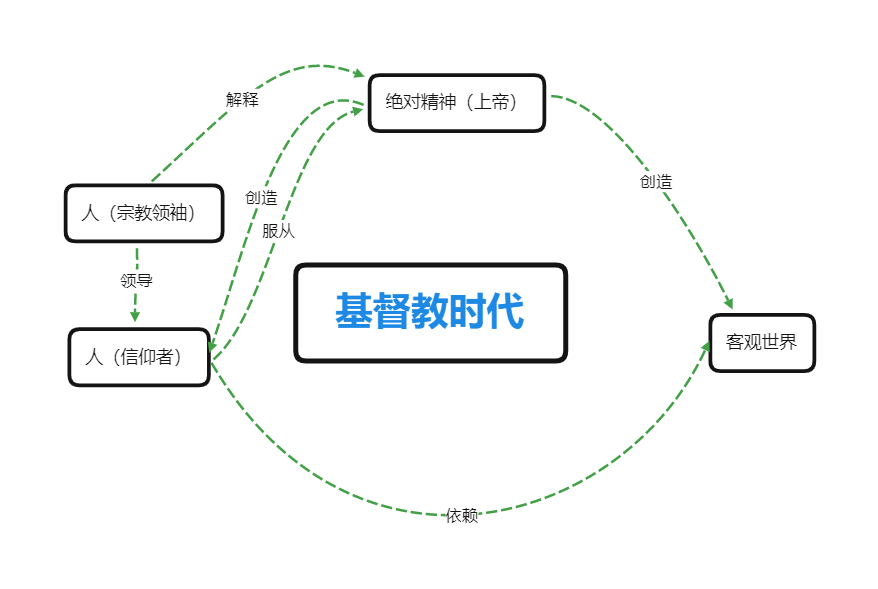 解释
绝对精神（上帝）
创造
创造
人（宗教领袖）
服从
领导
基督教时代
客观世界
人（信仰者）
依赖